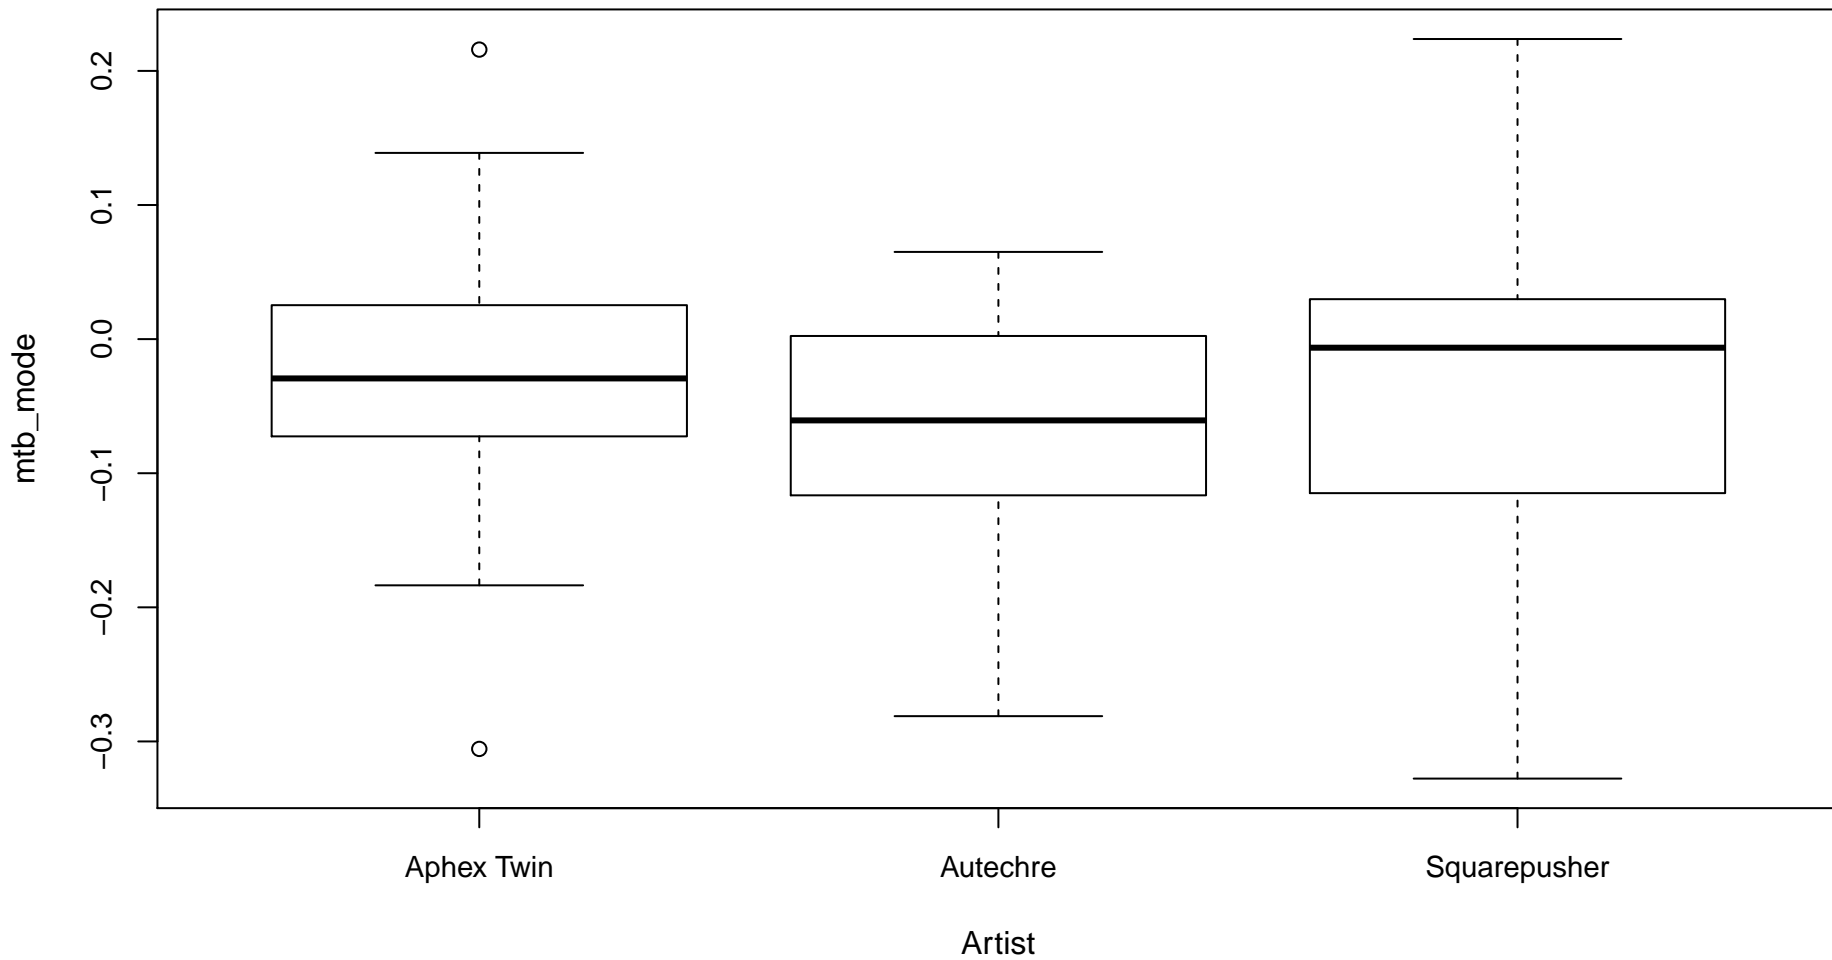 mtb_mode
0.2
0.1
0.0
−0.1
−0.2
−0.3
Aphex Twin
Autechre
Squarepusher
Artist